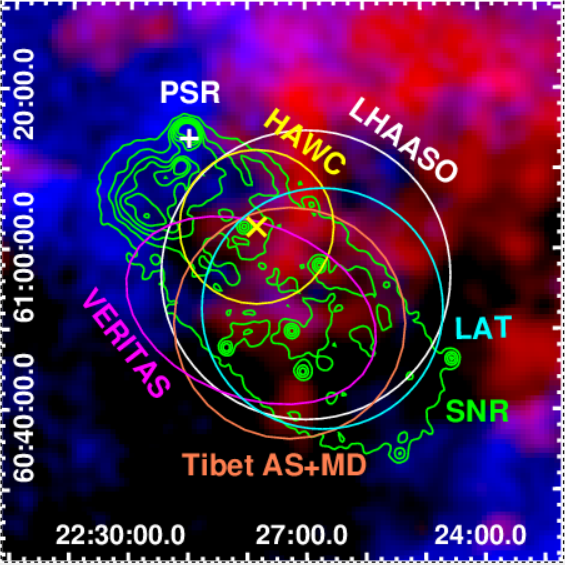 PSR
HAWC
LHAASO
VERITAS
LAT
SNR
Tibet AS+MD
20:00.0
61:00:00.0
60:40:00.0
22:30:00.0
27:00.0
24:00.0